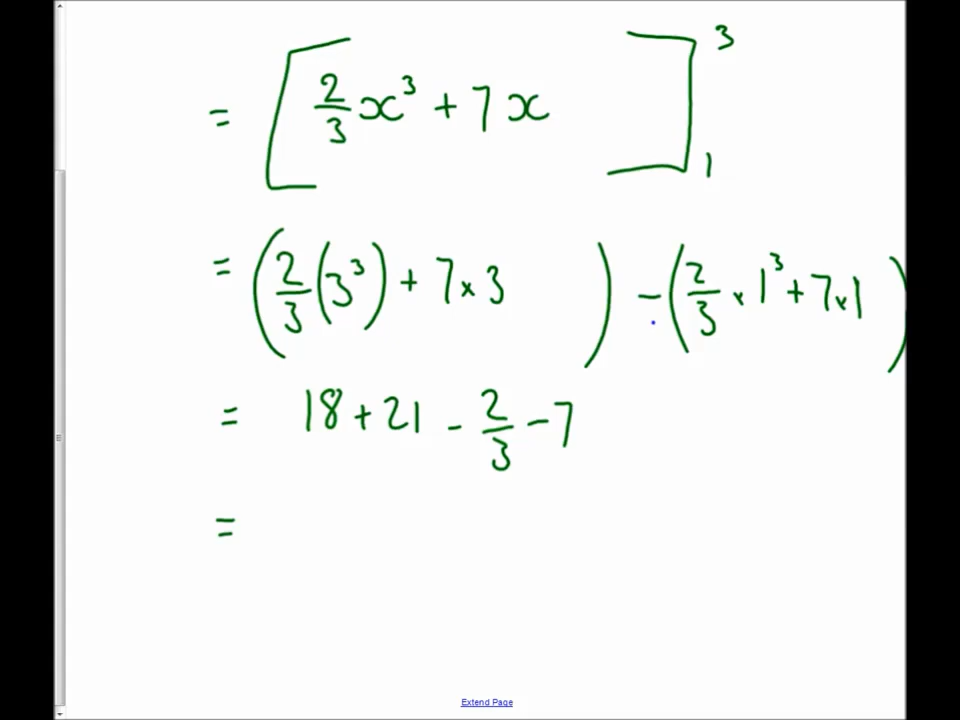 = [ 2/3 x³ + 7x ]₁³
= ( 2/3 (3³) + 7×3 ) - ( 2/3 × 1³ + 7×1 )
= 18 + 21 - 2/3 - 7
=
Extend Page